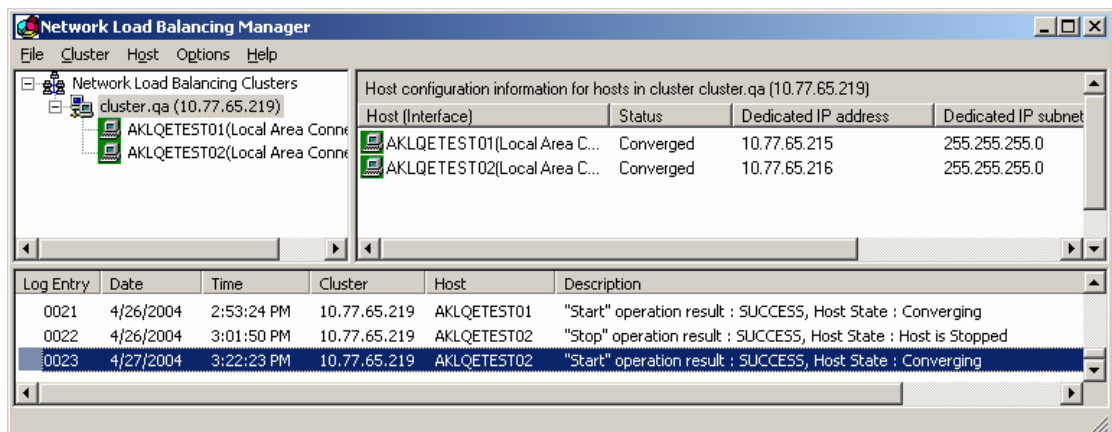 Network Load Balancing Manager
File Cluster Host Options Help
Network Load Balancing Clusters
cluster.qa (10.77.65.219)
AKLQETEST01(Local Area Conne
AKLQETEST02(Local Area Conne
Host configuration information for hosts in cluster cluster.qa (10.77.65.219)
Host (Interface) Status Dedicated IP address Dedicated IP subnet
AKLQETEST01(Local Area C... Converged 10.77.65.215 255.255.255.0
AKLQETEST02(Local Area C... Converged 10.77.65.216 255.255.255.0
Log Entry Date Time Cluster Host Description
0021 4/26/2004 2:53:24 PM 10.77.65.219 AKLQETEST01 "Start" operation result : SUCCESS, Host State : Converging
0022 4/26/2004 3:01:50 PM 10.77.65.219 AKLQETEST02 "Stop" operation result : SUCCESS, Host State : Host is Stopped
0023 4/27/2004 3:22:23 PM 10.77.65.219 AKLQETEST02 "Start" operation result : SUCCESS, Host State : Converging